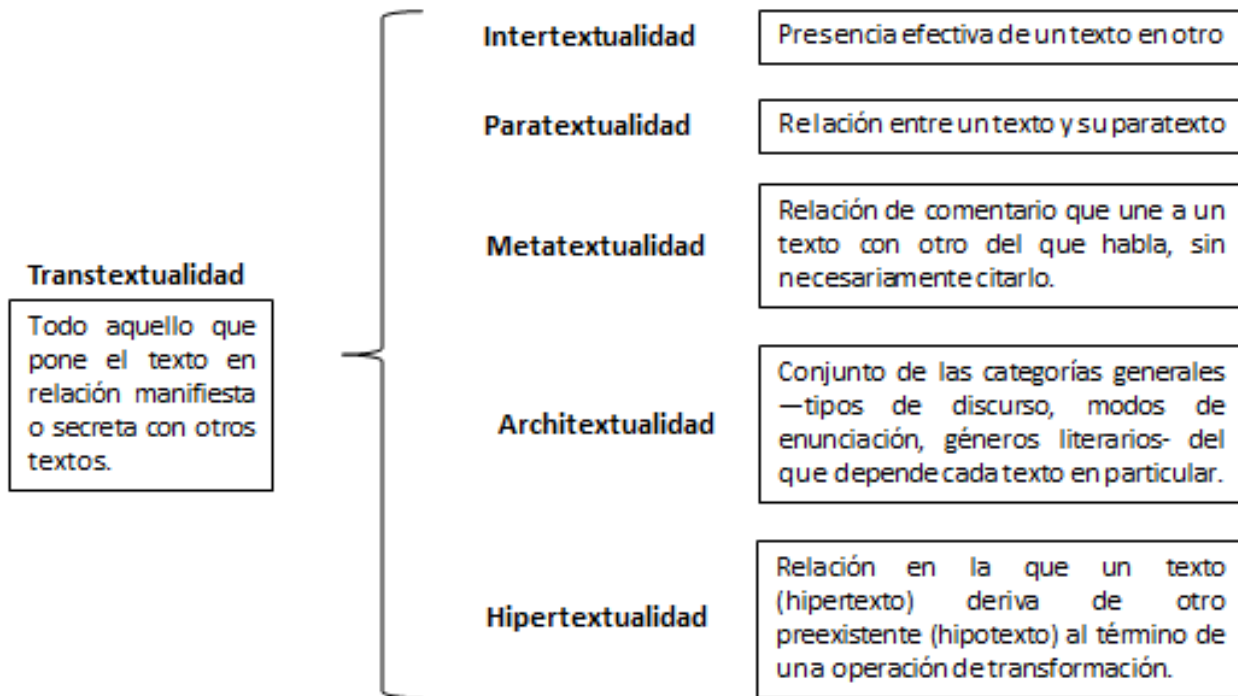 Transtextualidad
Todo aquello que
pone el texto en
relación manifiesta
o secreta con otros
textos.
Intertextualidad
Presencia efectiva de un texto en otro
Paratextualidad
Relación entre un texto y su paratexto
Metatextualidad
Relación de comentario que une a un
texto con otro del que habla, sin
necesariamente citarlo.
Architextualidad
Conjunto de las categorías generales
—tipos de discurso, modos de
enunciación, géneros literarios- del
que depende cada texto en particular.
Hipertextualidad
Relación en la que un texto
(hipertexto) deriva de otro
preexistente (hipotexto) al término de
una operación de transformación.